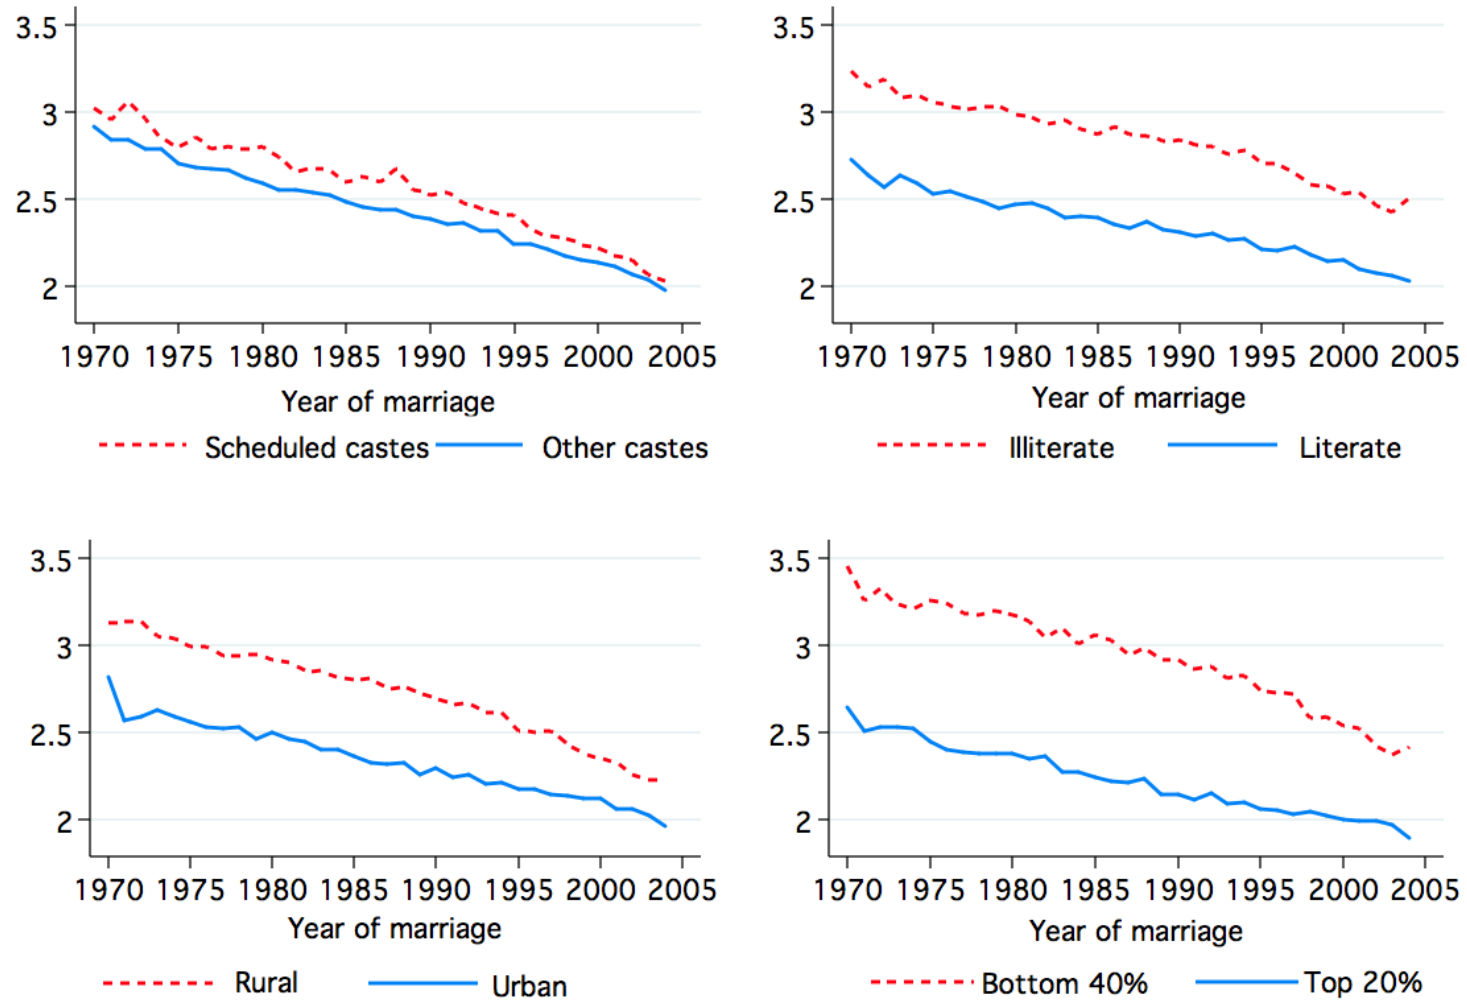 3.5
3
2.5
2
1970 1975 1980 1985 1990 1995 2000 2005
Year of marriage
Scheduled castes Other castes
3.5
3
2.5
2
1970 1975 1980 1985 1990 1995 2000 2005
Year of marriage
Illiterate Literate
3.5
3
2.5
2
1970 1975 1980 1985 1990 1995 2000 2005
Year of marriage
Rural Urban
3.5
3
2.5
2
1970 1975 1980 1985 1990 1995 2000 2005
Year of marriage
Bottom 40% Top 20%